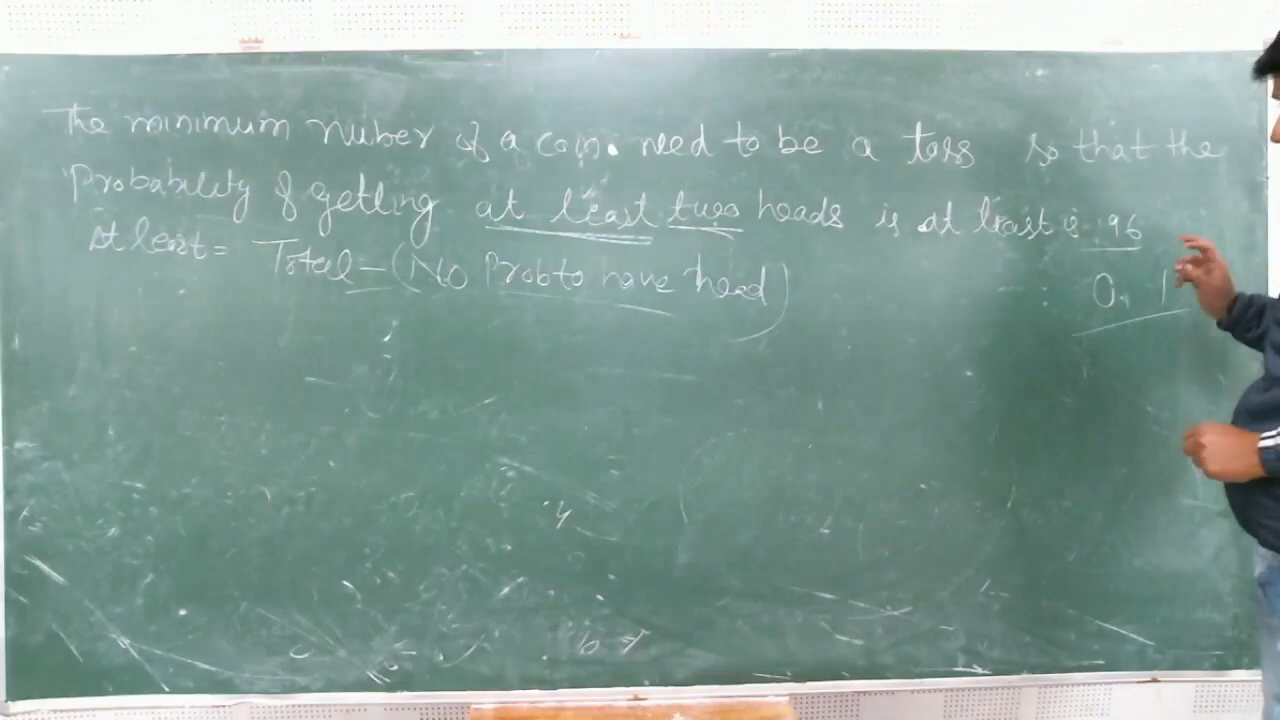 The minimum Nuber of a coin. need to be a toss so that the
Probability of getting at least two heads is at least is .96
At least = Total - (No Prob to have head)
0, 1